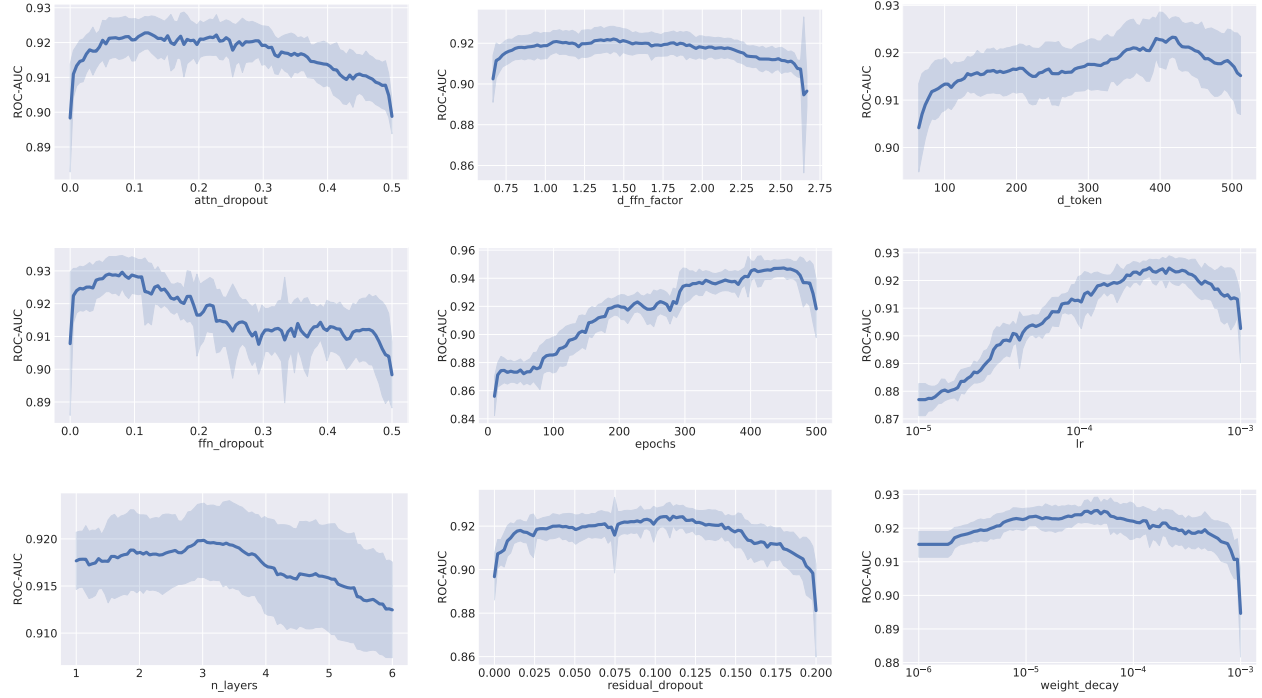 0.93
0.92
0.91
0.90
0.89
ROC-AUC
0.0 0.1 0.2 0.3 0.4 0.5
attn_dropout
0.92
0.90
0.88
0.86
ROC-AUC
0.75 1.00 1.25 1.50 1.75 2.00 2.25 2.50 2.75
d_ffn_factor
0.93
0.92
0.91
0.90
ROC-AUC
100 200 300 400 500
d_token
0.93
0.92
0.91
0.90
0.89
ROC-AUC
0.0 0.1 0.2 0.3 0.4 0.5
ffn_dropout
0.96
0.94
0.92
0.90
0.88
0.86
0.84
ROC-AUC
0 100 200 300 400 500
epochs
0.93
0.92
0.91
0.90
0.89
0.88
0.87
ROC-AUC
10⁻⁵ 10⁻⁴ 10⁻³
lr
0.920
0.915
0.910
ROC-AUC
1 2 3 4 5 6
n_layers
0.92
0.90
0.88
0.86
ROC-AUC
0.000 0.025 0.050 0.075 0.100 0.125 0.150 0.175 0.200
residual_dropout
0.93
0.92
0.91
0.90
0.89
0.88
ROC-AUC
10⁻⁶ 10⁻⁵ 10⁻⁴ 10⁻³
weight_decay